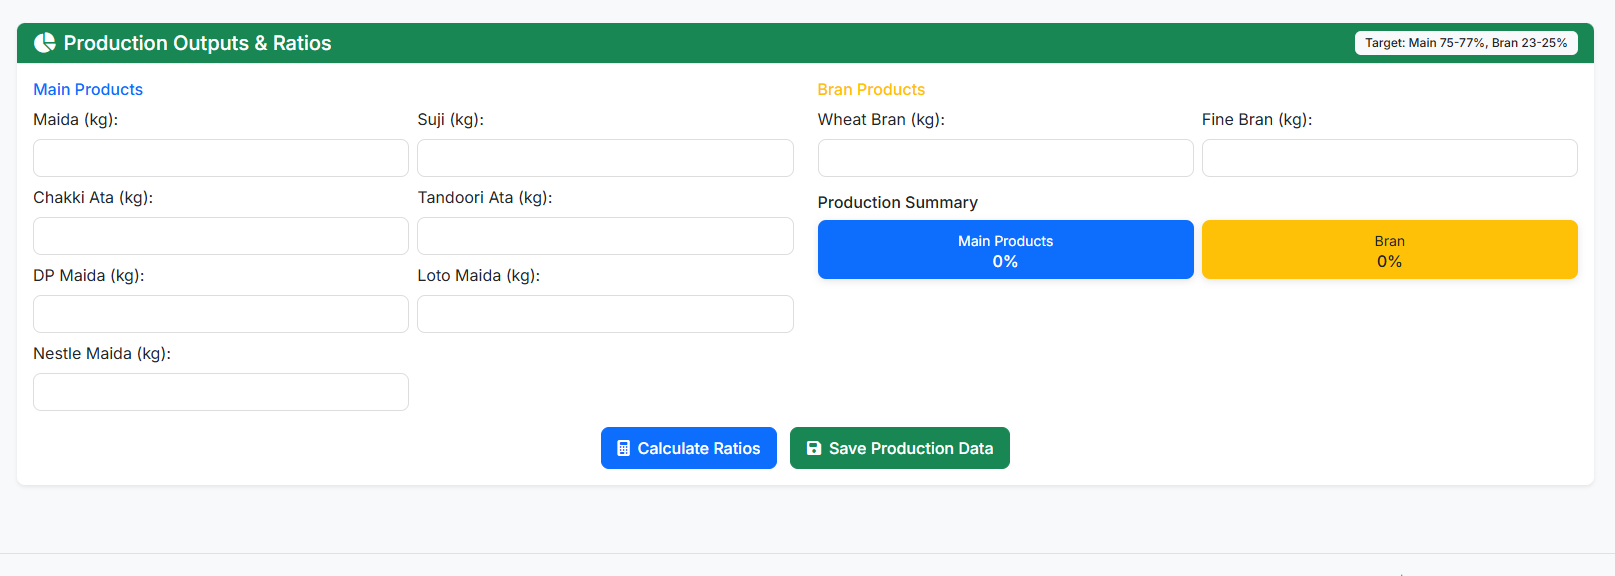 Production Outputs & Ratios
Target: Main 75-77%, Bran 23-25%
Main Products
Maida (kg):
Suji (kg):
Chakki Ata (kg):
Tandoori Ata (kg):
DP Maida (kg):
Loto Maida (kg):
Nestle Maida (kg):
Bran Products
Wheat Bran (kg):
Fine Bran (kg):
Production Summary
Main Products
0%
Bran
0%
Calculate Ratios
Save Production Data